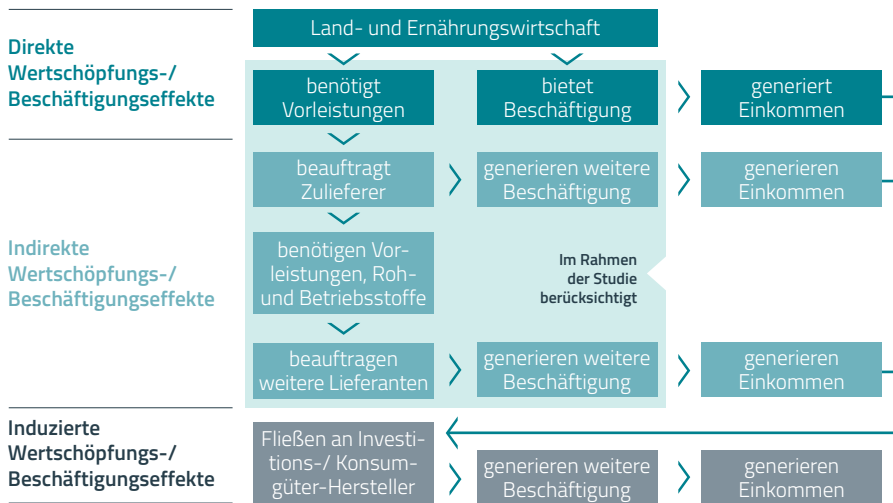 Land- und Ernährungswirtschaft
Direkte
Wertschöpfungs-/
Beschäftigungseffekte
benötigt
Vorleistungen
bietet
Beschäftigung
generiert
Einkommen
beauftragt
Zulieferer
generieren weitere
Beschäftigung
generieren
Einkommen
Indirekte
Wertschöpfungs-/
Beschäftigungseffekte
benötigen Vor-
leistungen, Roh-
und Betriebsstoffe
Im Rahmen
der Studie
berücksichtigt
beauftragen
weitere Lieferanten
generieren weitere
Beschäftigung
generieren
Einkommen
Induzierte
Wertschöpfungs-/
Beschäftigungseffekte
Fließen an Investi-
tions-/ Konsum-
güter-Hersteller
generieren weitere
Beschäftigung
generieren
Einkommen